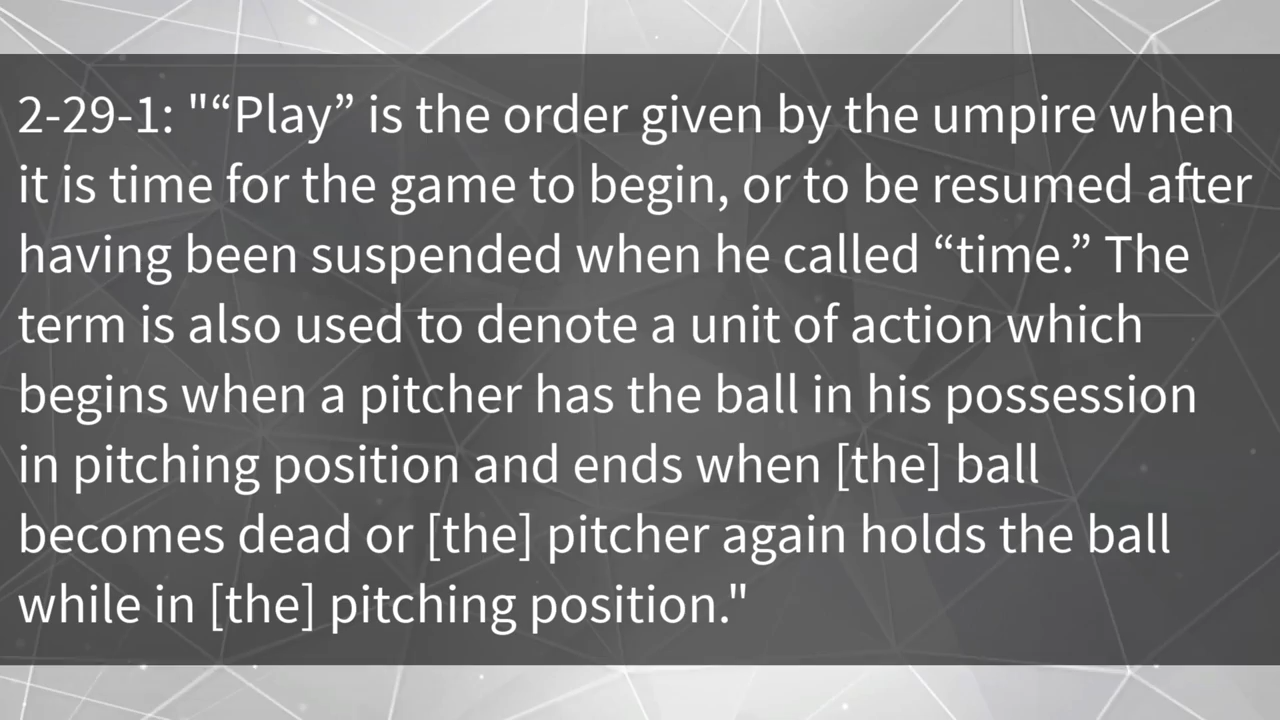 2-29-1: "“Play” is the order given by the umpire when
it is time for the game to begin, or to be resumed after
having been suspended when he called “time.” The
term is also used to denote a unit of action which
begins when a pitcher has the ball in his possession
in pitching position and ends when [the] ball
becomes dead or [the] pitcher again holds the ball
while in [the] pitching position."